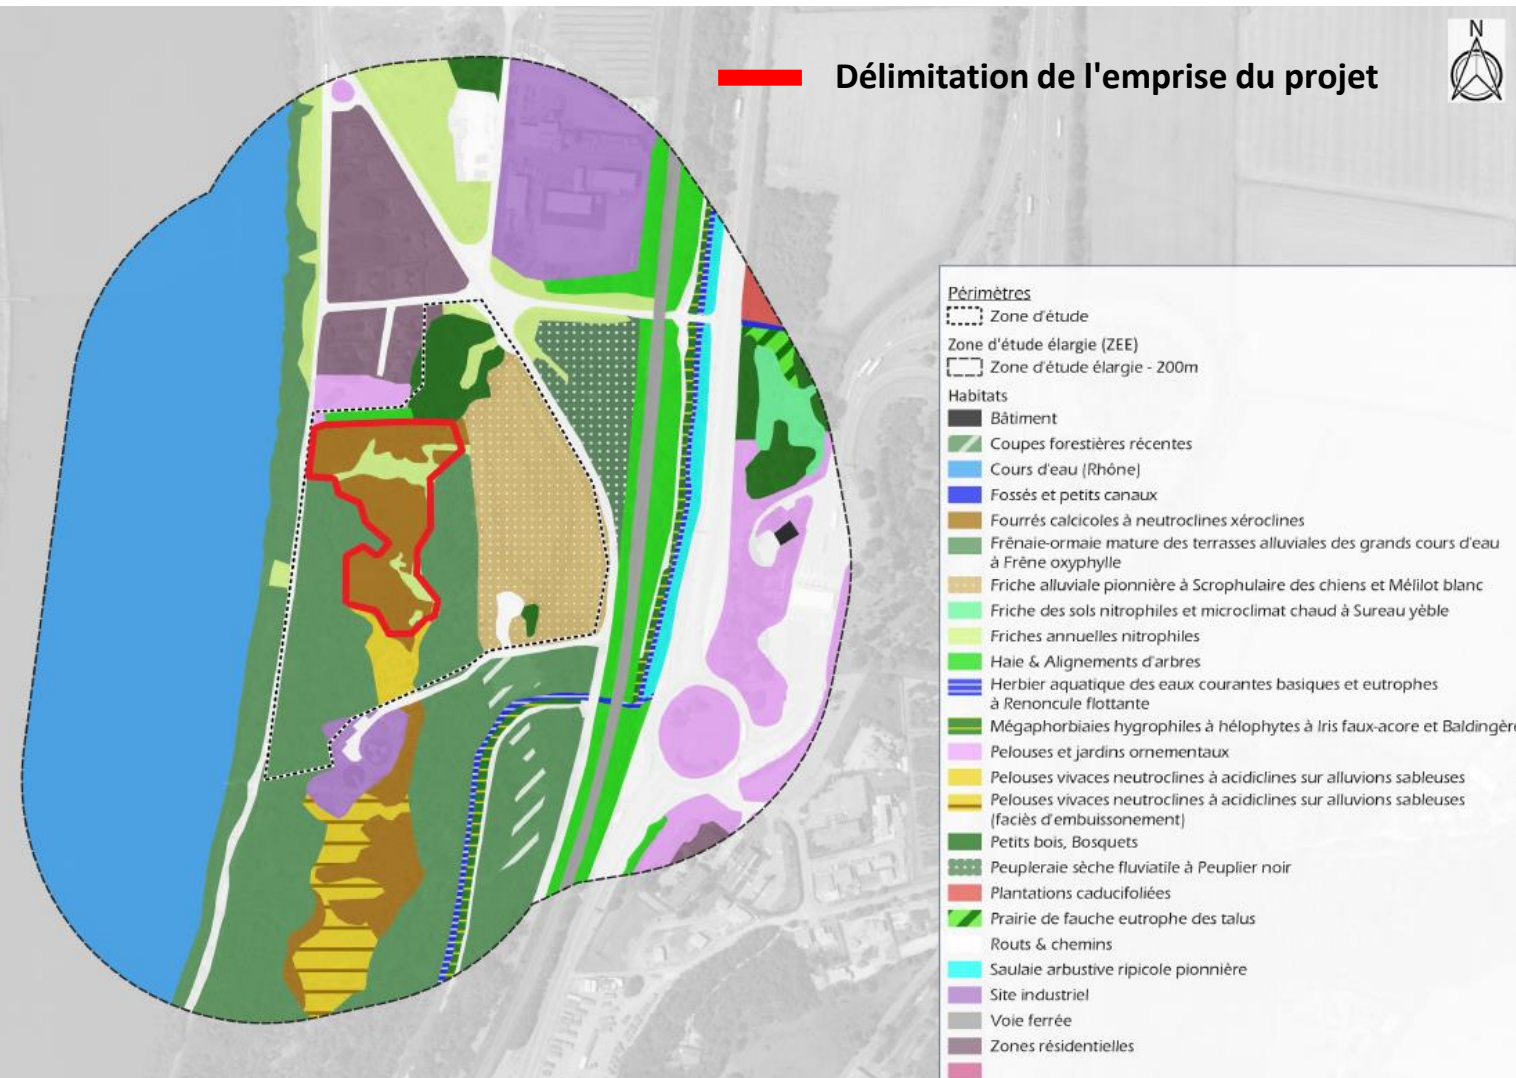 Délimitation de l'emprise du projet
N
Périmètres
Zone d'étude
Zone d'étude élargie (ZEE)
Zone d'étude élargie - 200m
Habitats
Bâtiment
Coupes forestières récentes
Cours d'eau (Rhône)
Fossés et petits canaux
Fourrés calcicoles à neutroclines xéroclines
Frênaie-ormaie mature des terrasses alluviales des grands cours d'eau
à Frêne oxyphylle
Friche alluviale pionnière à Scrophulaire des chiens et Mélilot blanc
Friche des sols nitrophiles et microclimat chaud à Sureau yèble
Friches annuelles nitrophiles
Haie & Alignements d'arbres
Herbier aquatique des eaux courantes basiques et eutrophes
à Renoncule flottante
Mégaphorbiaies hygrophiles à hélophytes à Iris faux-acore et Baldingère
Pelouses et jardins ornementaux
Pelouses vivaces neutroclines à acidiclines sur alluvions sableuses
Pelouses vivaces neutroclines à acidiclines sur alluvions sableuses
(faciès d'embuissonement)
Petits bois, Bosquets
Peupleraie sèche fluviatile à Peuplier noir
Plantations caducifoliées
Prairie de fauche eutrophe des talus
Routs & chemins
Saulaie arbustive ripicole pionnière
Site industriel
Voie ferrée
Zones résidentielles